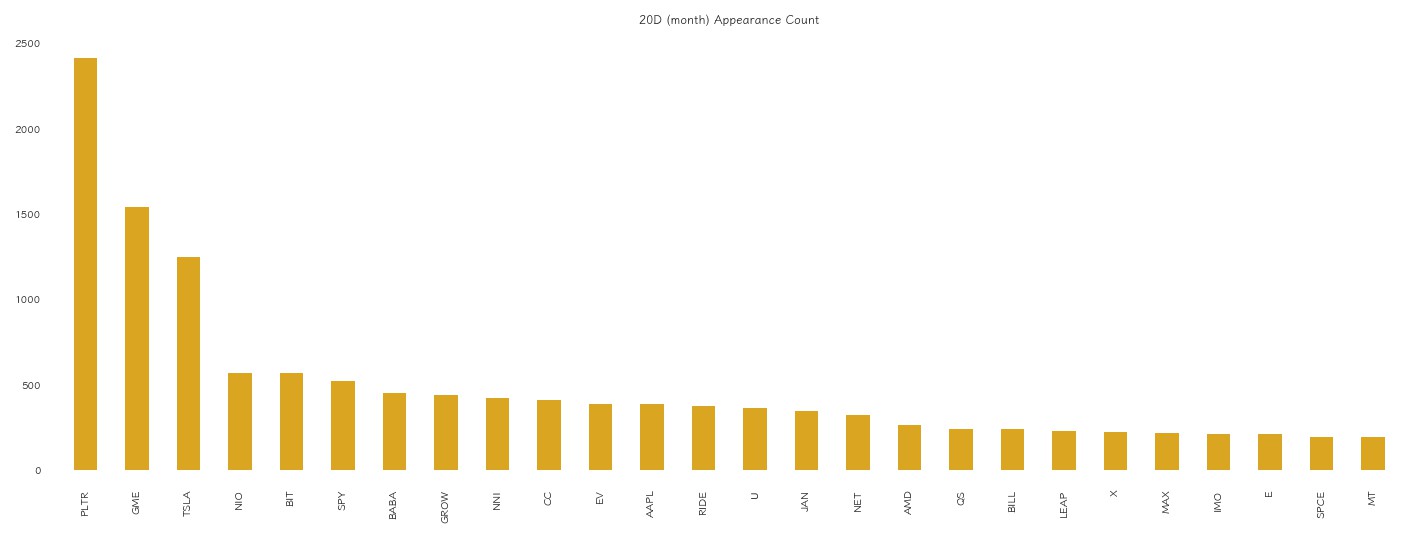 20D (month) Appearance Count
2500
2000
1500
1000
500
0
PLTR
GME
TSLA
NIO
BIT
SPY
BABA
GROW
NNI
CC
EV
AAPL
RIDE
U
JAN
NET
AMD
QS
BILL
LEAP
X
MAX
IMO
E
SPCE
MT